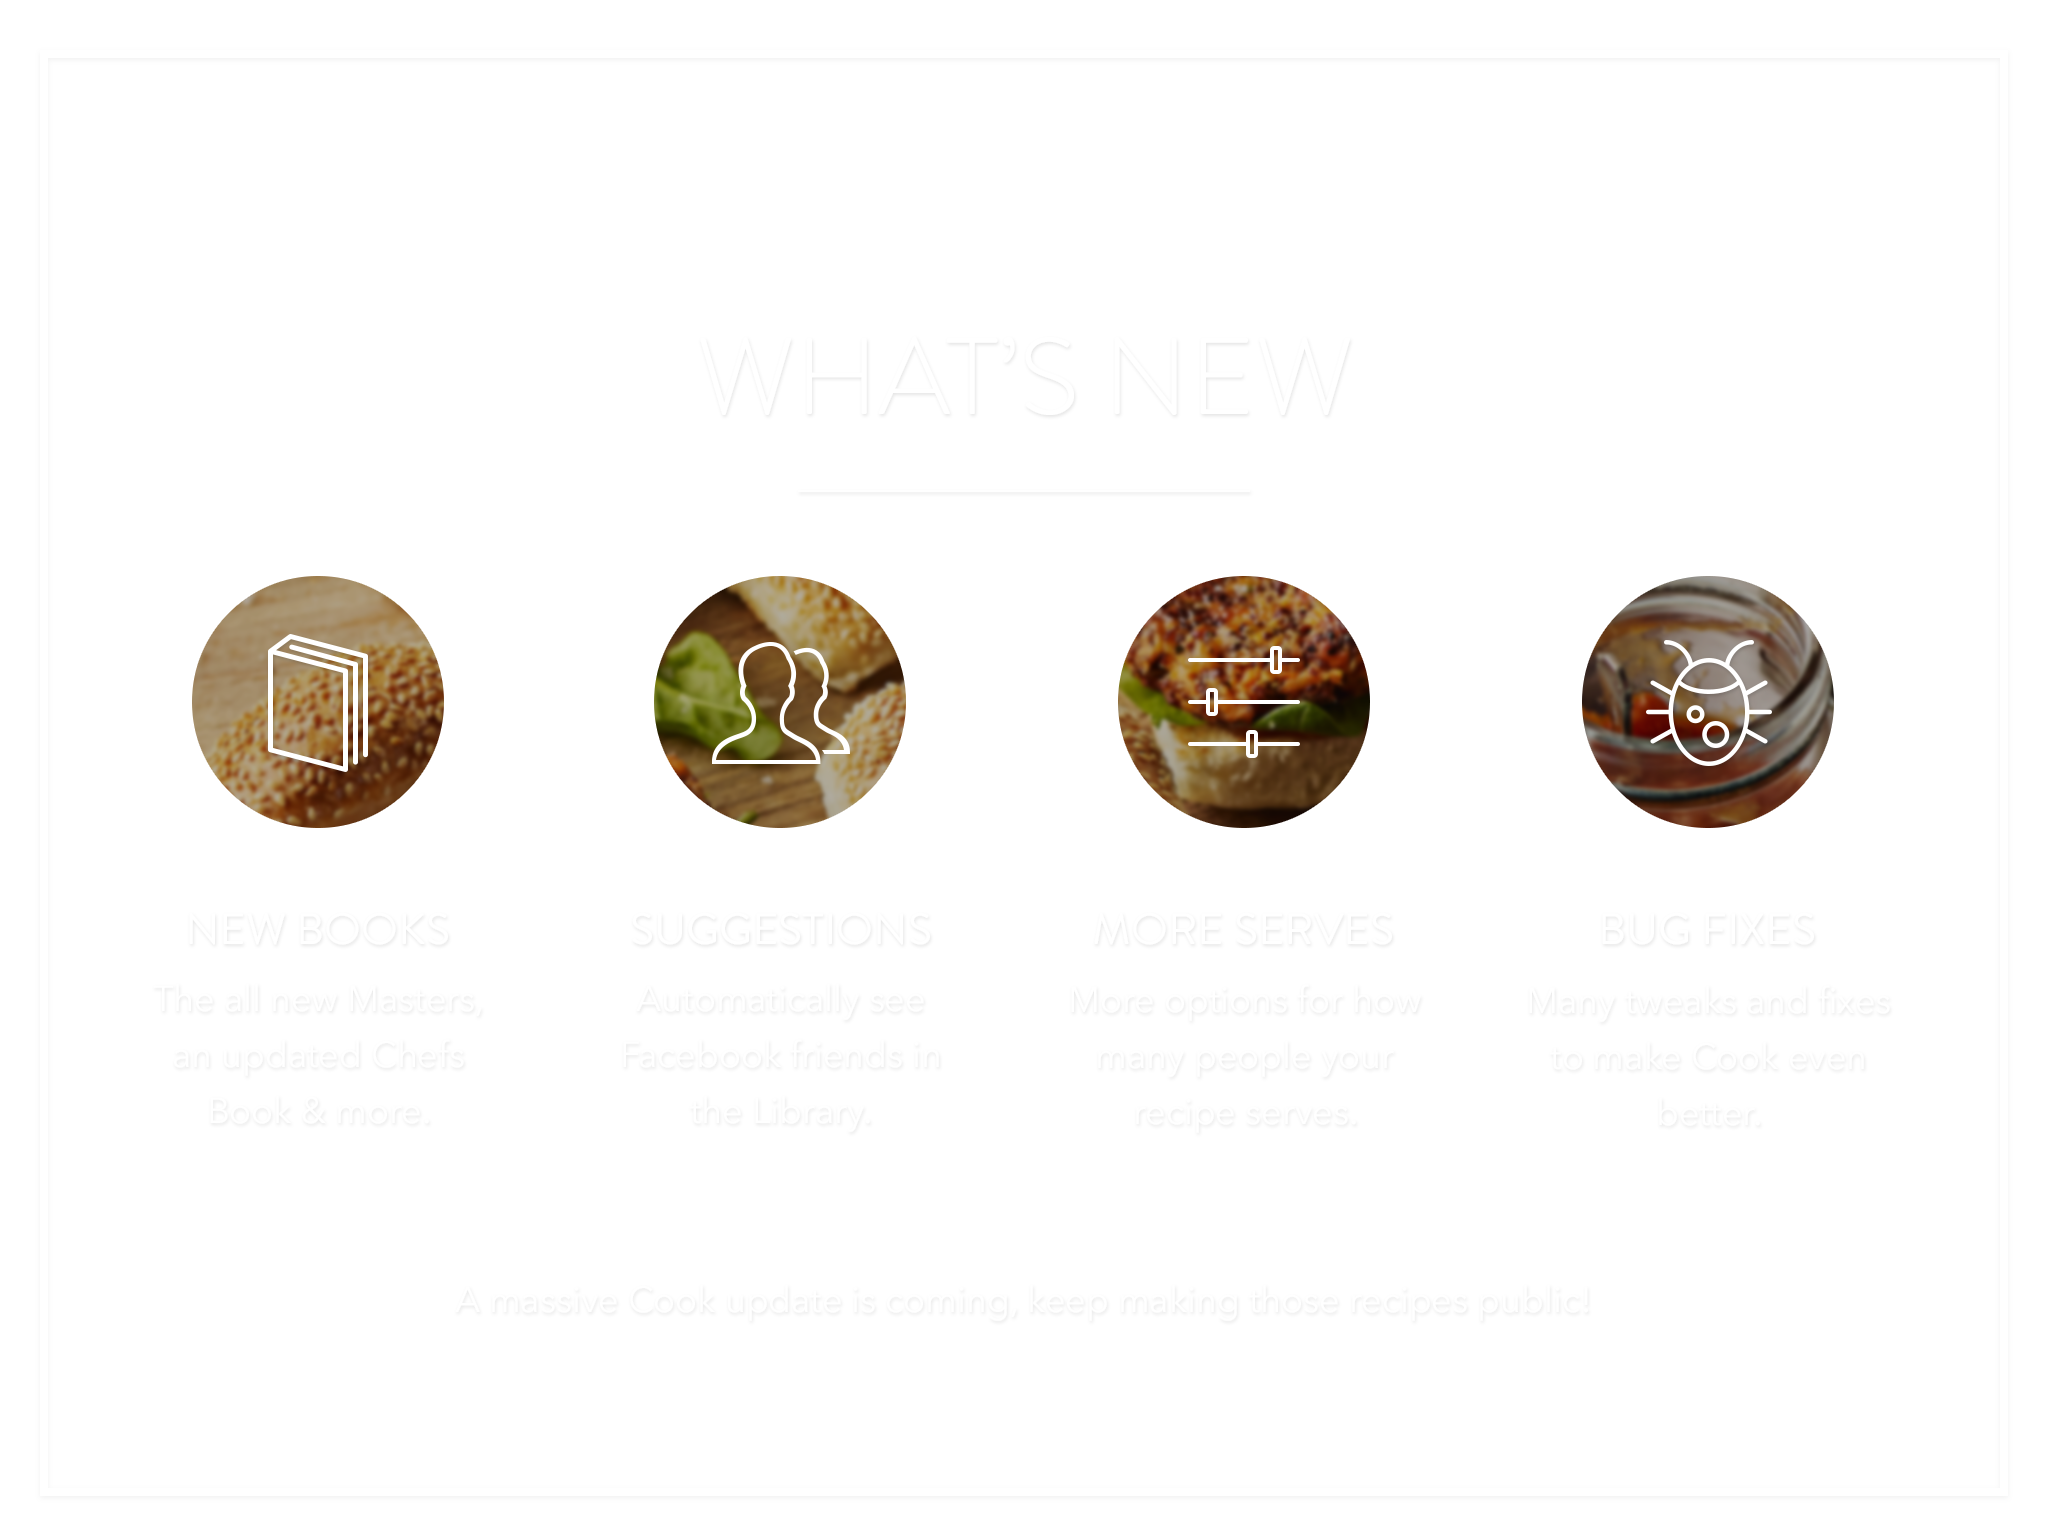 WHAT’S NEW
NEW BOOKS
The all new Masters,
an updated Chefs
Book & more.
SUGGESTIONS
Automatically see
Facebook friends in
the Library.
MORE SERVES
More options for how
many people your
recipe serves.
BUG FIXES
Many tweaks and fixes
to make Cook even
better.
A massive Cook update is coming, keep making those recipes public!